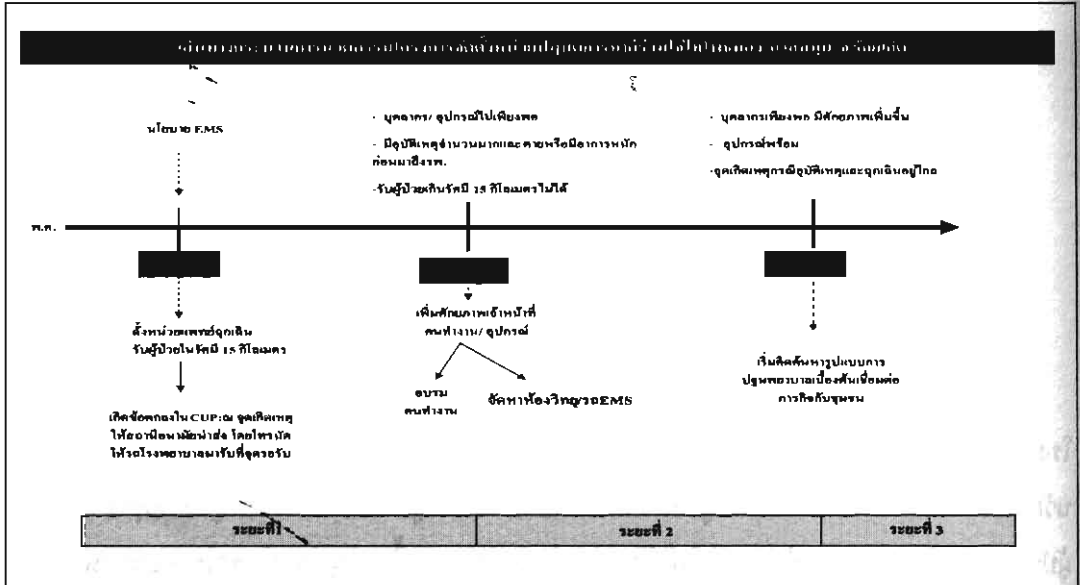 นโยบาย EMS
- บุคลากร/ อุปกรณ์ไม่เพียงพอ
- มีอุบัติเหตุจำนวนมากและตายหรือมีอาการหนัก
ก่อนมาถึงรพ.
-รับผู้ป่วยเกินรัศมี 15 กิโลเมตรไม่ได้
- บุคลากรเพียงพอ มีศักยภาพเพิ่มขึ้น
- อุปกรณ์พร้อม
-จุดเกิดเหตุกรณีอุบัติเหตุและฉุกเฉินอยู่ไกล
พ.ศ.
ตั้งหน่วยแพทย์ฉุกเฉิน
รับผู้ป่วยในรัศมี 15 กิโลเมตร
เกิดข้อตกลงใน CUP:ณ จุดเกิดเหตุ
ให้สถานีอนามัยนำส่ง โดยโทรนัด
ให้รถโรงพยาบาลมารับที่จุดรอรับ
เพิ่มศักยภาพเจ้าหน้าที่
คนทำงาน/ อุปกรณ์
อบรม
คนทำงาน
จัดหาห้องวิทยุ/รถEMS
เริ่มคิดค้นหารูปแบบการ
ปฐมพยาบาลเบื้องต้นเชื่อมต่อ
ภารกิจกับชุมชน
ระยะที่1
ระยะที่ 2
ระยะที่ 3